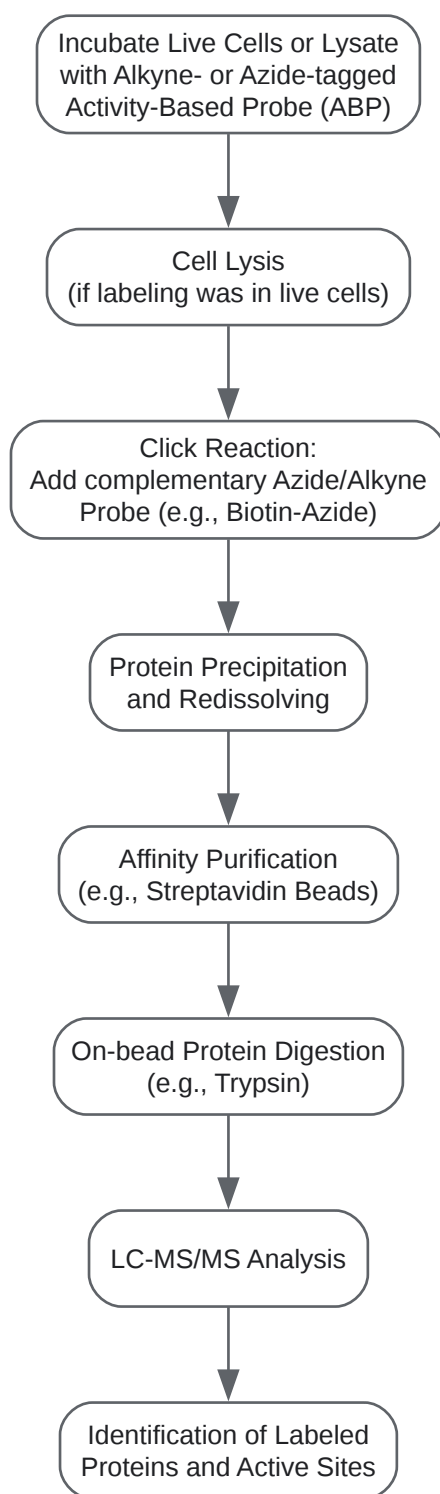 Incubate Live Cells or Lysate
with Alkyne- or Azide-tagged
Activity-Based Probe (ABP)
Cell Lysis
(if labeling was in live cells)
Click Reaction:
Add complementary Azide/Alkyne
Probe (e.g., Biotin-Azide)
Protein Precipitation
and Redissolving
Affinity Purification
(e.g., Streptavidin Beads)
On-bead Protein Digestion
(e.g., Trypsin)
LC-MS/MS Analysis
Identification of Labeled
Proteins and Active Sites